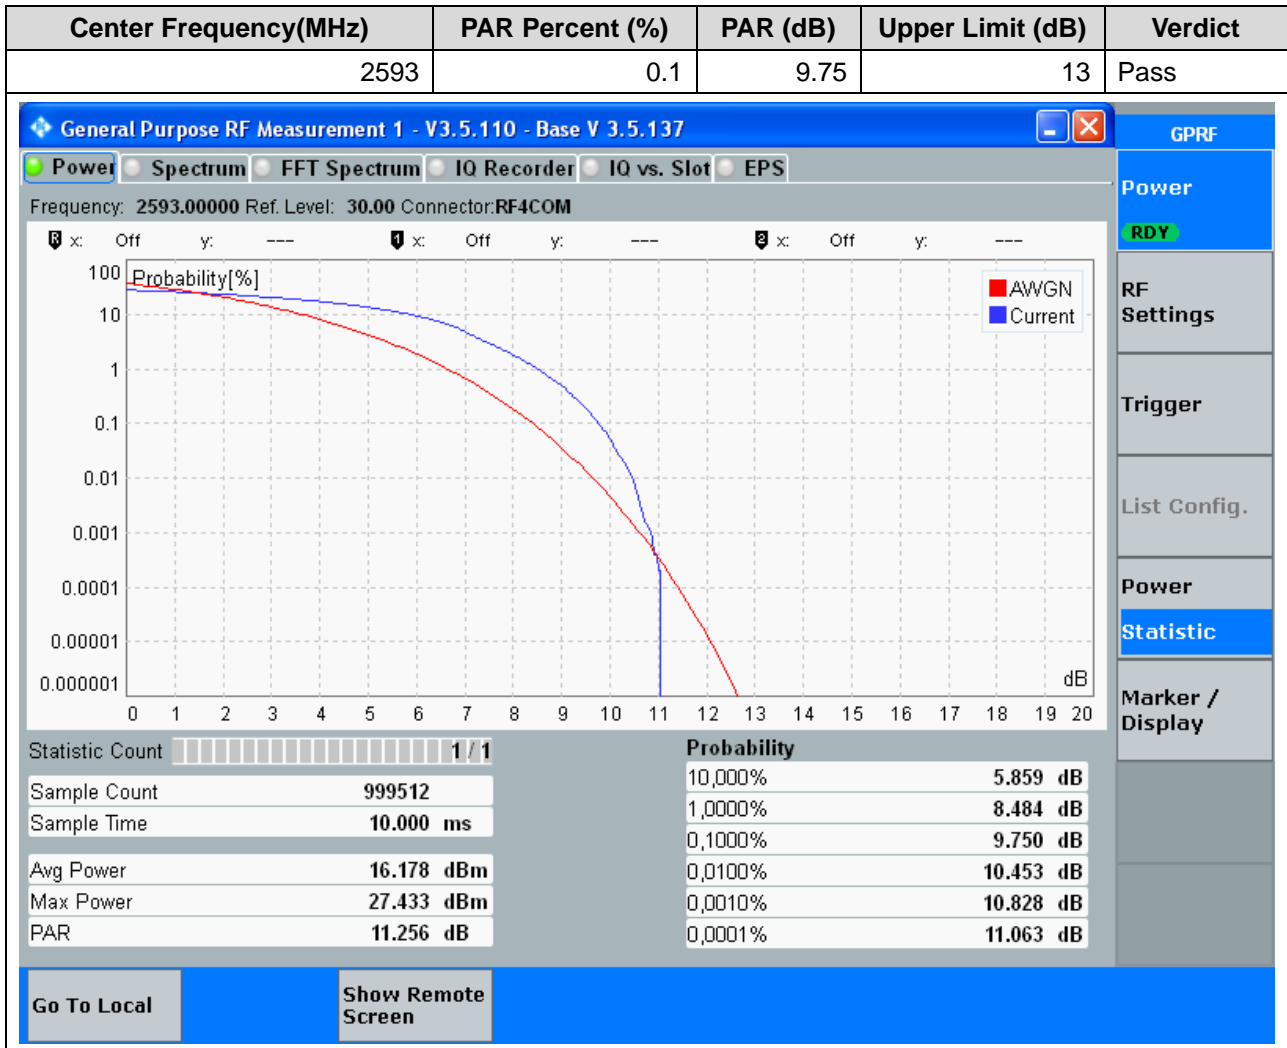 Center Frequency(MHz) PAR Percent (%) PAR (dB) Upper Limit (dB) Verdict
2593 0.1 9.75 13 Pass
General Purpose RF Measurement 1 - V3.5.110 - Base V 3.5.137
GPRF
Power Spectrum FFT Spectrum IQ Recorder IQ vs. Slot EPS
Frequency: 2593.00000 Ref. Level: 30.00 Connector:RF4COM
R x: Off y: --- 1 x: Off y: --- 2 x: Off y: ---
Probability[%]
AWGN
Current
100
10
1
0.1
0.01
0.001
0.0001
0.00001
0.000001
dB
0 1 2 3 4 5 6 7 8 9 10 11 12 13 14 15 16 17 18 19 20
Statistic Count 1 / 1
Sample Count 999512
Sample Time 10.000 ms
Avg Power 16.178 dBm
Max Power 27.433 dBm
PAR 11.256 dB
Probability
10,000% 5.859 dB
1,0000% 8.484 dB
0,1000% 9.750 dB
0,0100% 10.453 dB
0,0010% 10.828 dB
0,0001% 11.063 dB
Power
RDY
RF
Settings
Trigger
List Config.
Power
Statistic
Marker /
Display
Go To Local
Show Remote
Screen